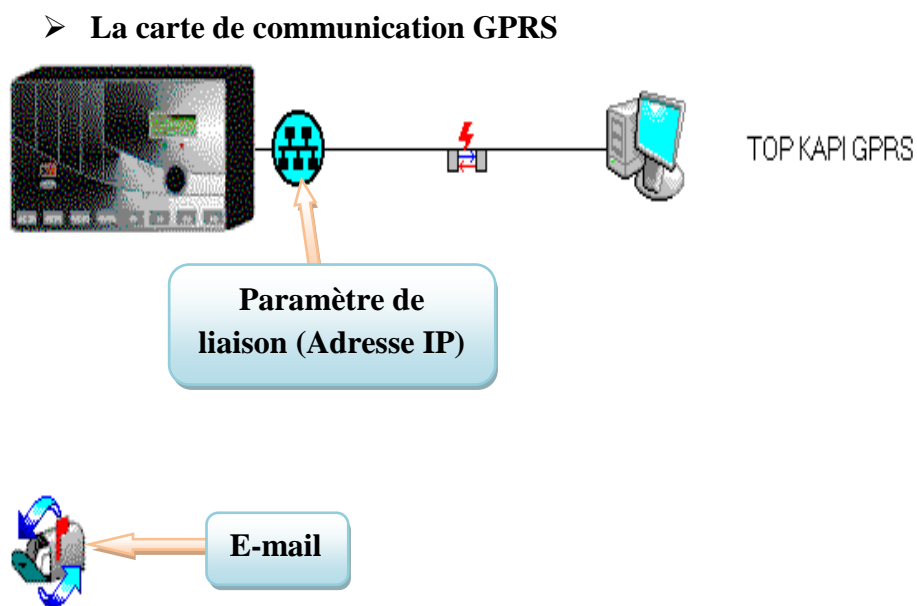 ➢ La carte de communication GPRS
TOP KAPI GPRS
Paramètre de
liaison (Adresse IP)
E-mail